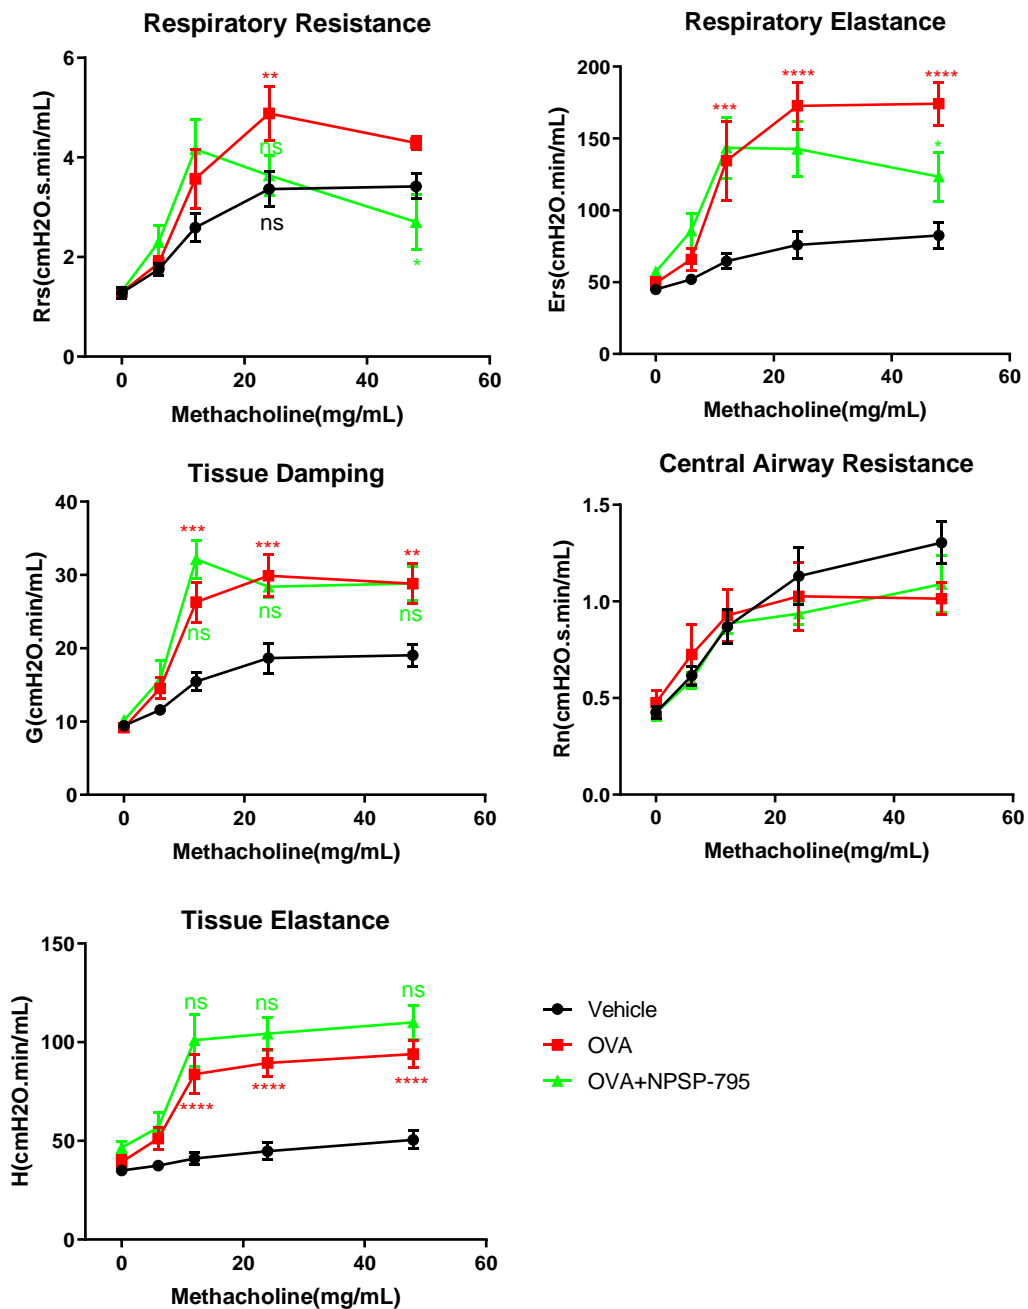 Respiratory Resistance
6
4
2
0
Rrs(cmH2O.s.min/mL)
**
ns
ns
*
0 20 40 60
Methacholine(mg/mL)
Respiratory Elastance
200
150
100
50
0
Ers(cmH2O.min/mL)
***
****
****
*
0 20 40 60
Methacholine(mg/mL)
Tissue Damping
40
30
20
10
0
G(cmH2O.min/mL)
*** *** **
ns ns ns
0 20 40 60
Methacholine(mg/mL)
Central Airway Resistance
1.5
1.0
0.5
0.0
Rn(cmH2O.s.min/mL)
0 20 40 60
Methacholine(mg/mL)
Tissue Elastance
150
100
50
0
H(cmH2O.min/mL)
ns ns ns
**** **** ****
0 20 40 60
Methacholine(mg/mL)
Vehicle
OVA
OVA+NPSP-795